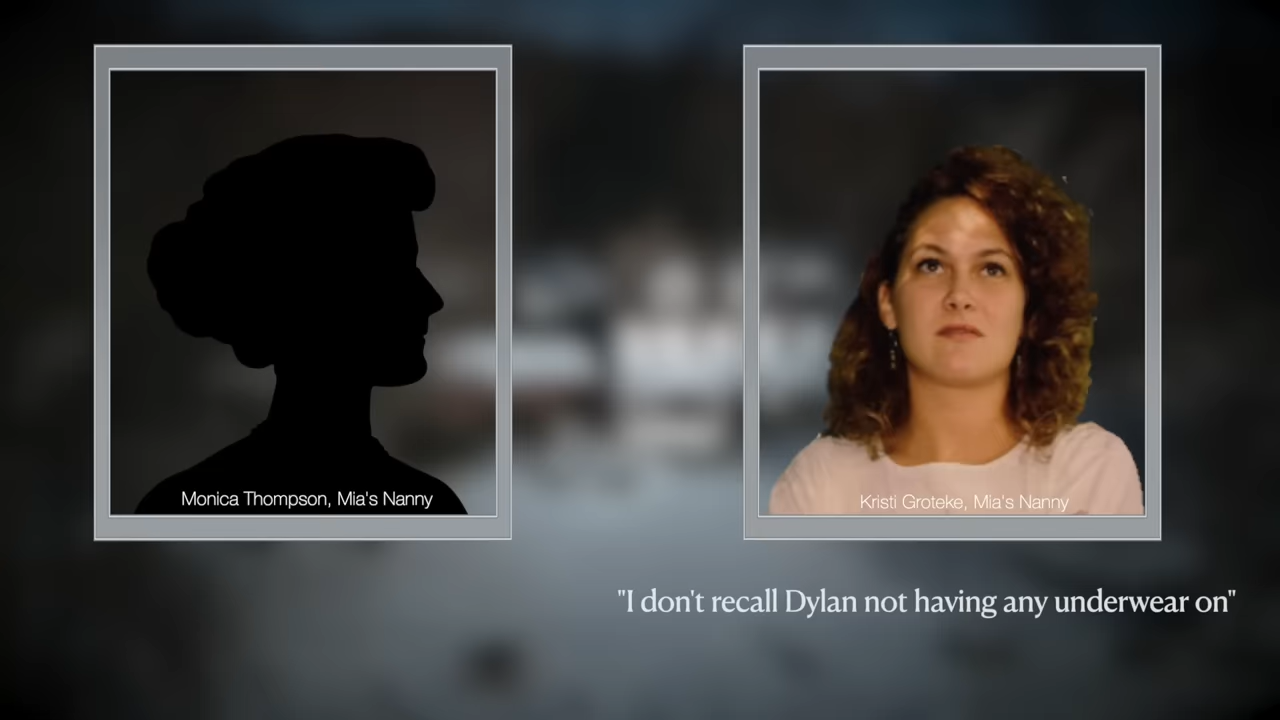 Monica Thompson, Mia's Nanny
Kristi Groteke, Mia's Nanny
"I don't recall Dylan not having any underwear on"